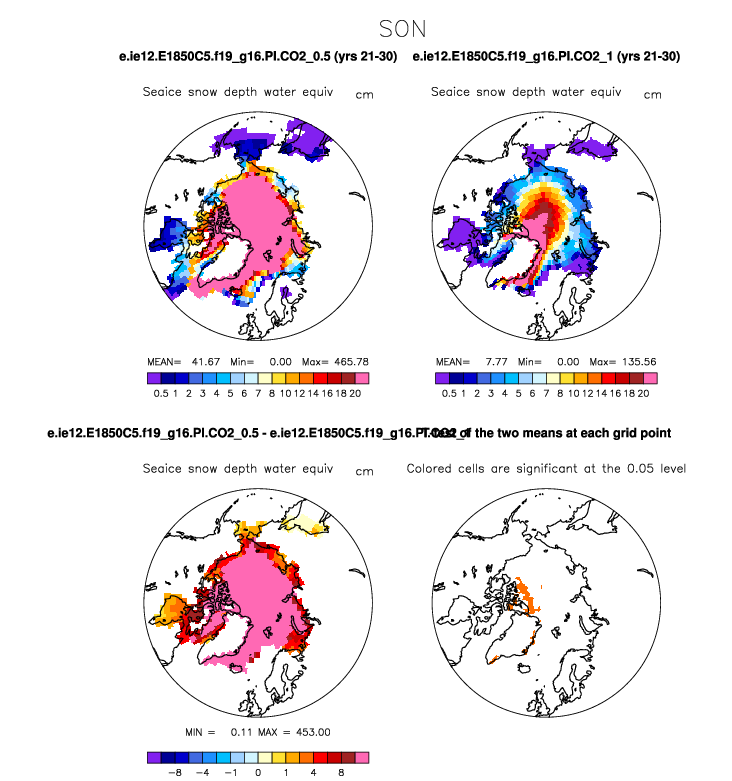 SON
e.ie12.E1850C5.f19_g16.PI.CO2_0.5 (yrs 21-30) e.ie12.E1850C5.f19_g16.PI.CO2_1 (yrs 21-30)
Seaice snow depth water equiv cm Seaice snow depth water equiv cm
MEAN= 41.67 Min= 0.00 Max= 465.78 MEAN= 7.77 Min= 0.00 Max= 135.56
0.5 1 2 3 4 5 6 7 8 10 12 14 16 18 20 0.5 1 2 3 4 5 6 7 8 10 12 14 16 18 20
e.ie12.E1850C5.f19_g16.PI.CO2_0.5 - e.ie12.E1850C5.f19_g16.PI.CO2_1 T-test of the two means at each grid point
Seaice snow depth water equiv cm Colored cells are significant at the 0.05 level
MIN = 0.11 MAX = 453.00
-8 -4 -1 0 1 4 8